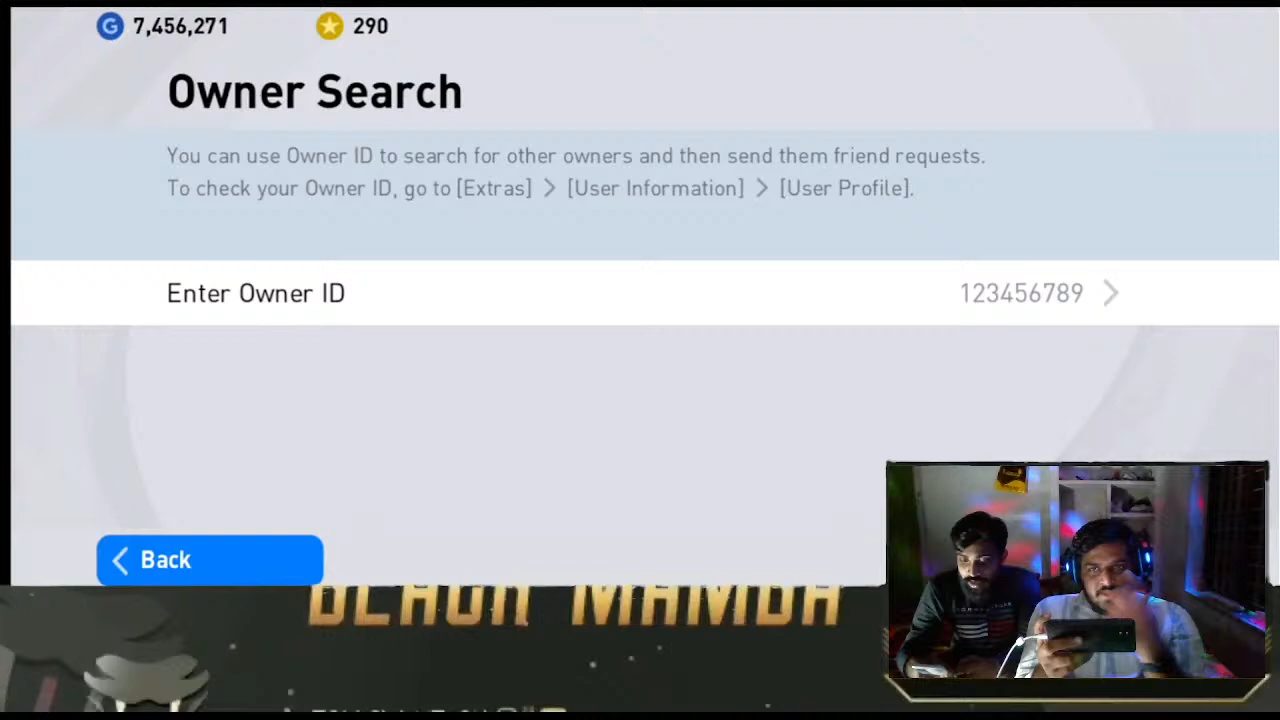 7,456,271
290
Owner Search
You can use Owner ID to search for other owners and then send them friend requests.
To check your Owner ID, go to [Extras] > [User Information] > [User Profile].
Enter Owner ID
123456789
Back
BLACK MAMBA